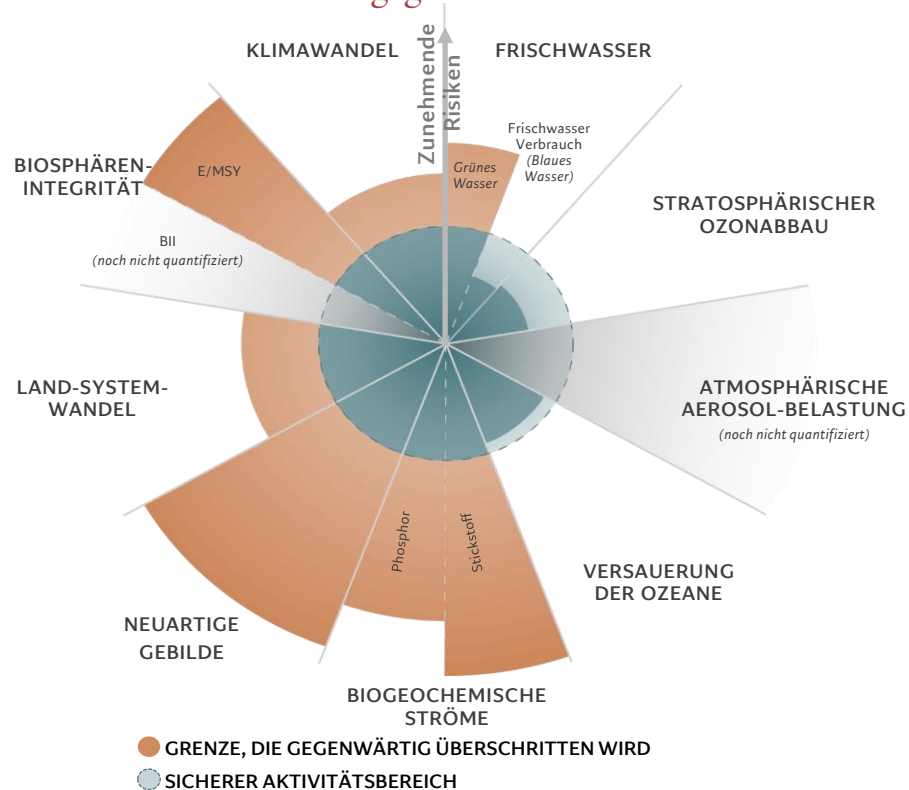 KLIMAWANDEL
Zunehmende
Risiken
FRISCHWASSER
Grünes
Wasser
Frischwasser
Verbrauch
(Blaues
Wasser)
STRATOSPHÄRISCHER
OZONABBAU
ATMOSPHÄRISCHE
AEROSOL-BELASTUNG
(noch nicht quantifiziert)
VERSAUERUNG
DER OZEANE
BIOGEOCHEMISCHE
STRÖME
Phosphor
Stickstoff
NEUARTIGE
GEBILDE
LAND-SYSTEM-
WANDEL
BIOSPHÄREN-
INTEGRITÄT
E/MSY
BII
(noch nicht quantifiziert)
GRENZE, DIE GEGENWÄRTIG ÜBERSCHRITTEN WIRD
SICHERER AKTIVITÄTSBEREICH